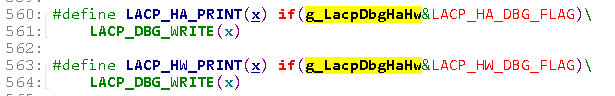 560: #define LACP_HA_PRINT(x) if(g_LacpDbgHaHw&LACP_HA_DBG_FLAG)\
561: LACP_DBG_WRITE(x)
562:
563: #define LACP_HW_PRINT(x) if(g_LacpDbgHaHw&LACP_HW_DBG_FLAG)\
564: LACP_DBG_WRITE(x)